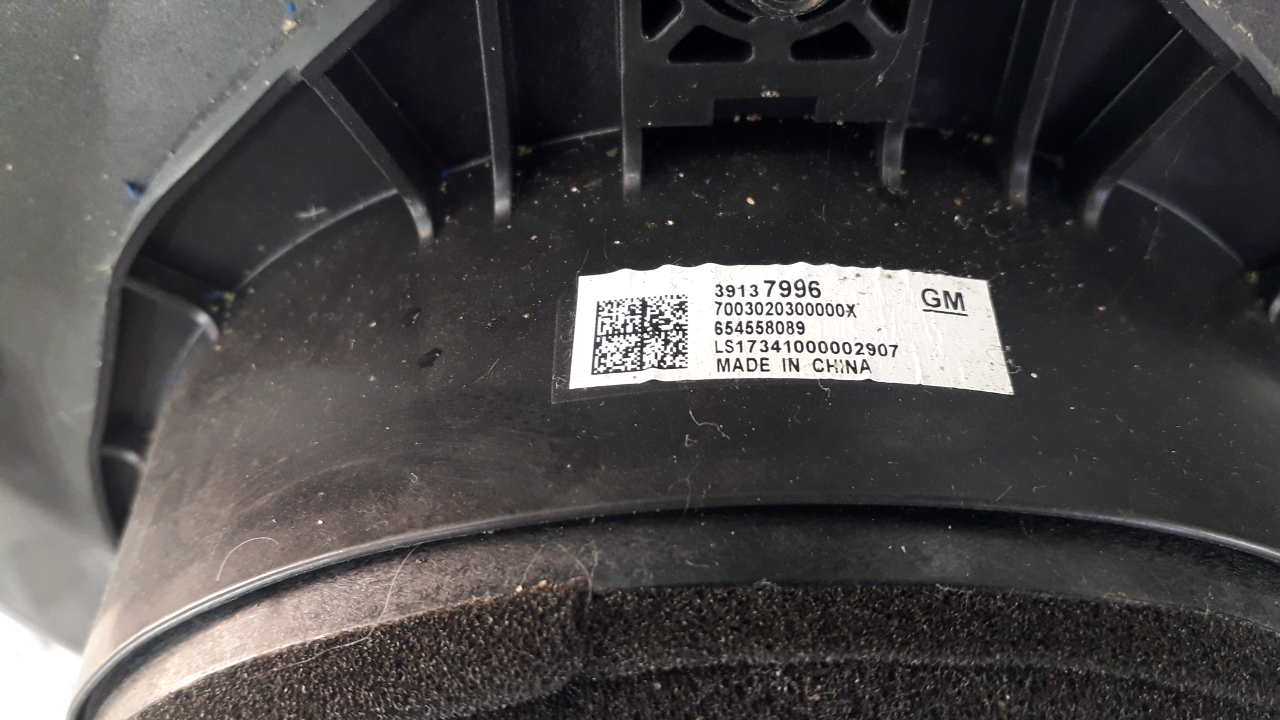 39137996
GM
7003020300000X
654558089
LS17341000002907
MADE IN CHINA